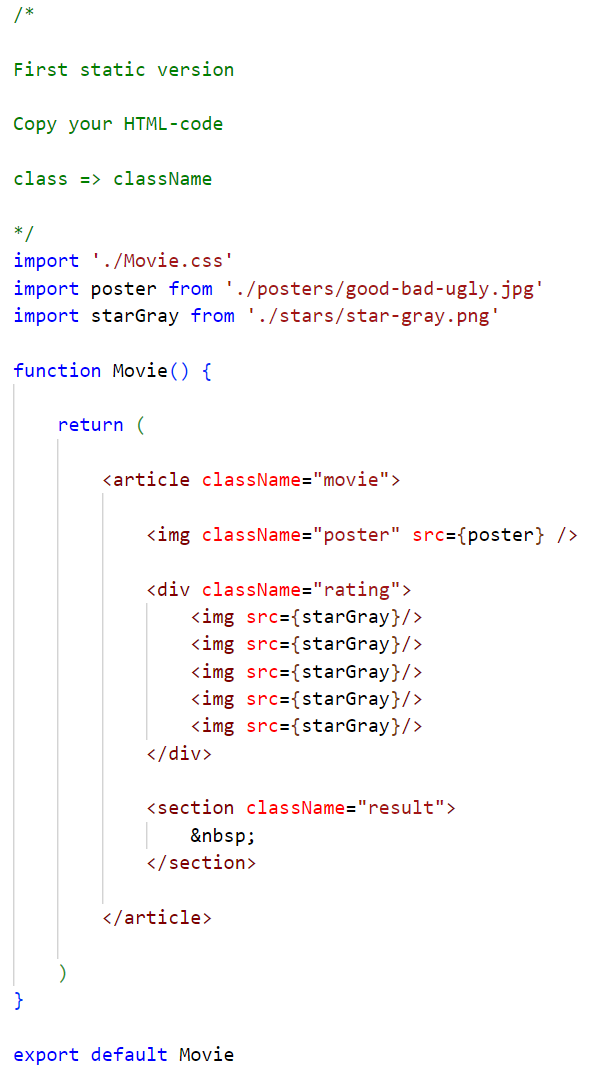 /*
First static version
Copy your HTML-code
class => className
*/
import './Movie.css'
import poster from './posters/good-bad-ugly.jpg'
import starGray from './stars/star-gray.png'
function Movie() {
return (
<article className="movie">
<img className="poster" src={poster} />
<div className="rating">
<img src={starGray}/>
<img src={starGray}/>
<img src={starGray}/>
<img src={starGray}/>
<img src={starGray}/>
</div>
<section className="result">
&nbsp;
</section>
</article>
)
}
export default Movie